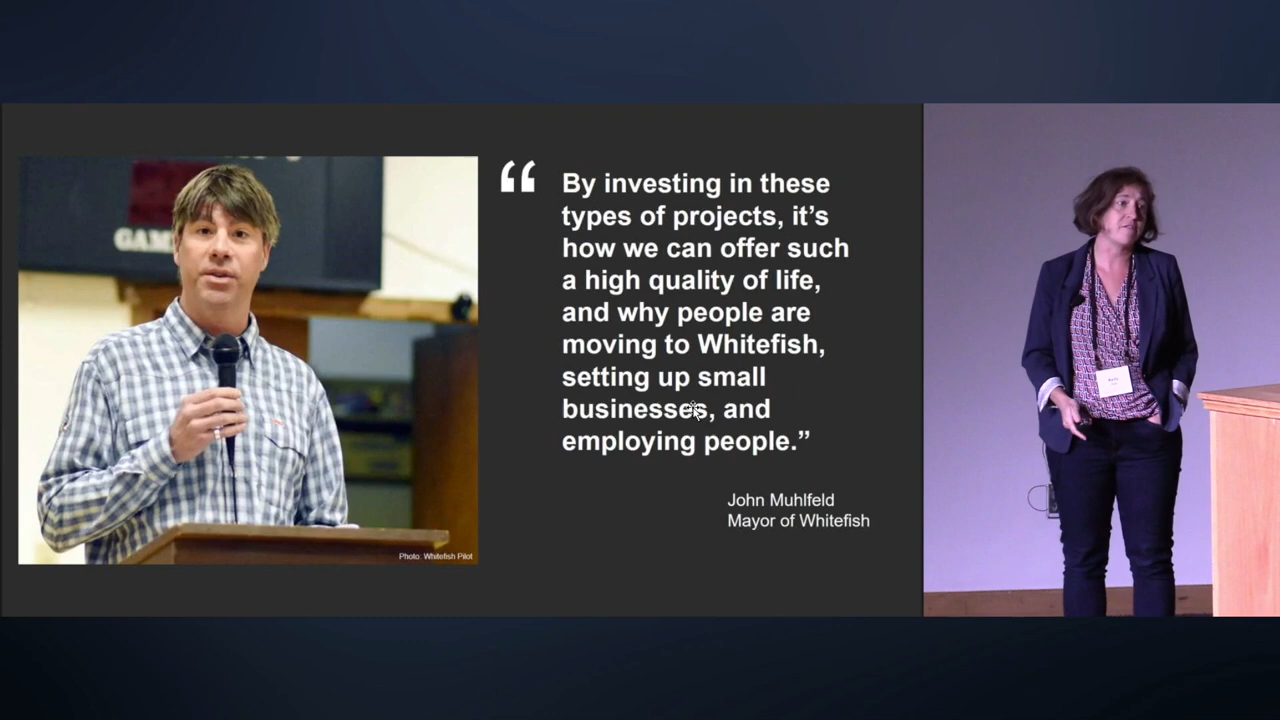 GAM
“
By investing in these
types of projects, it’s
how we can offer such
a high quality of life,
and why people are
moving to Whitefish,
setting up small
businesses, and
employing people.”
John Muhlfeld
Mayor of Whitefish
Photo: Whitefish Pilot